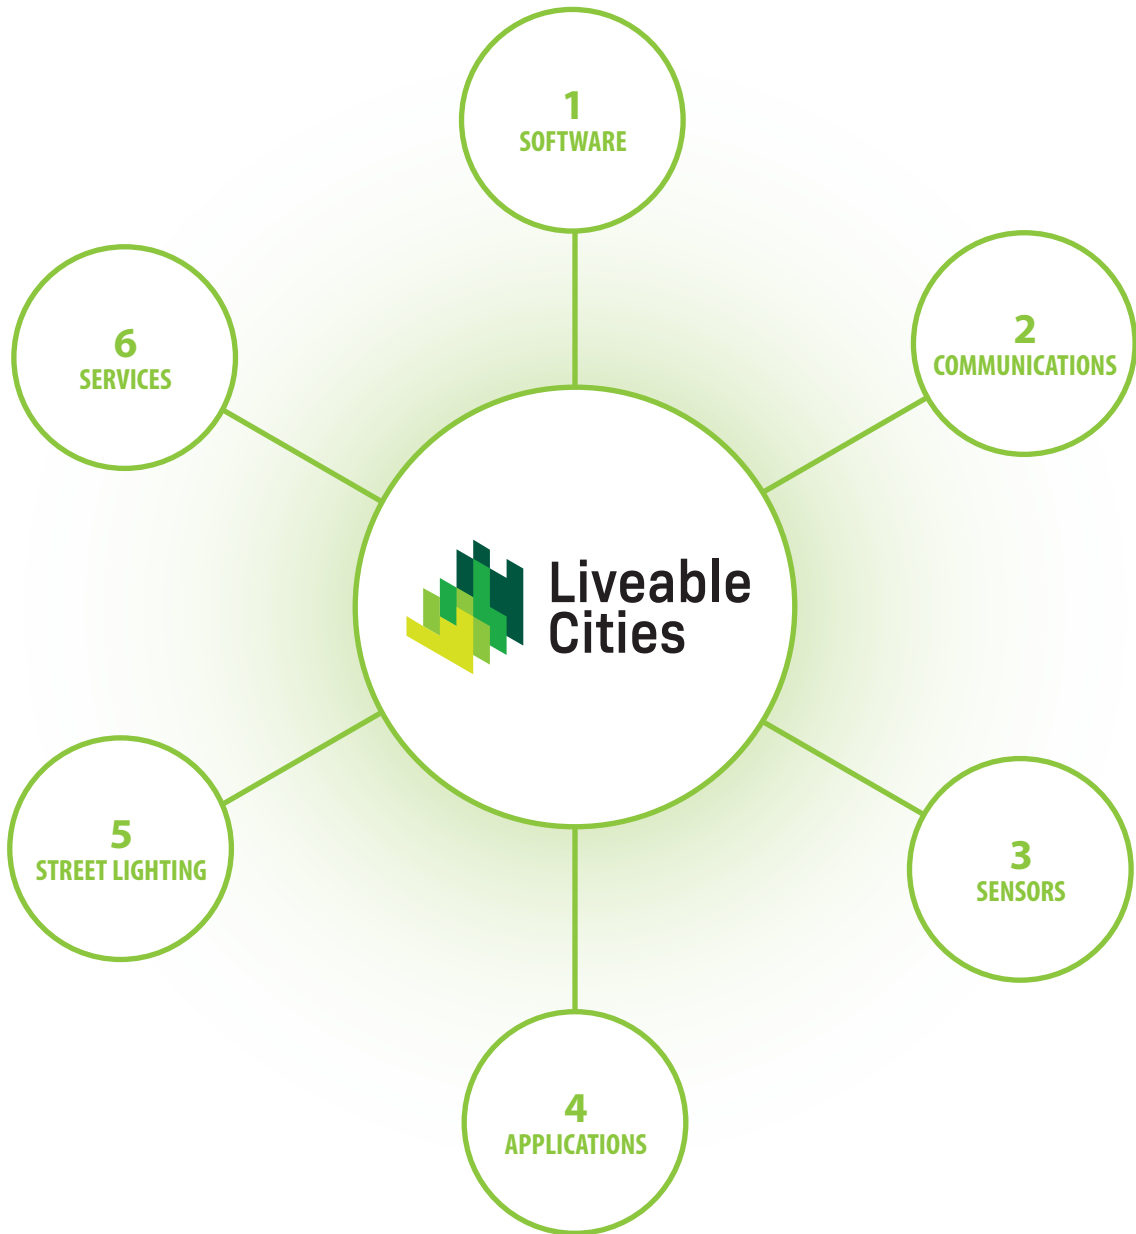 1
SOFTWARE
2
COMMUNICATIONS
3
SENSORS
4
APPLICATIONS
5
STREET LIGHTING
6
SERVICES
Liveable
Cities